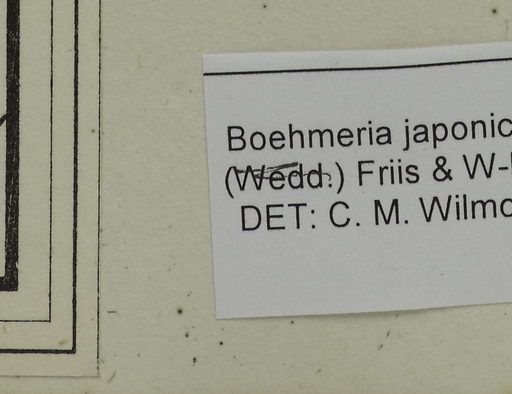 Boehmeria japonic
(Wedd.) Friis & W-
DET: C. M. Wilmo